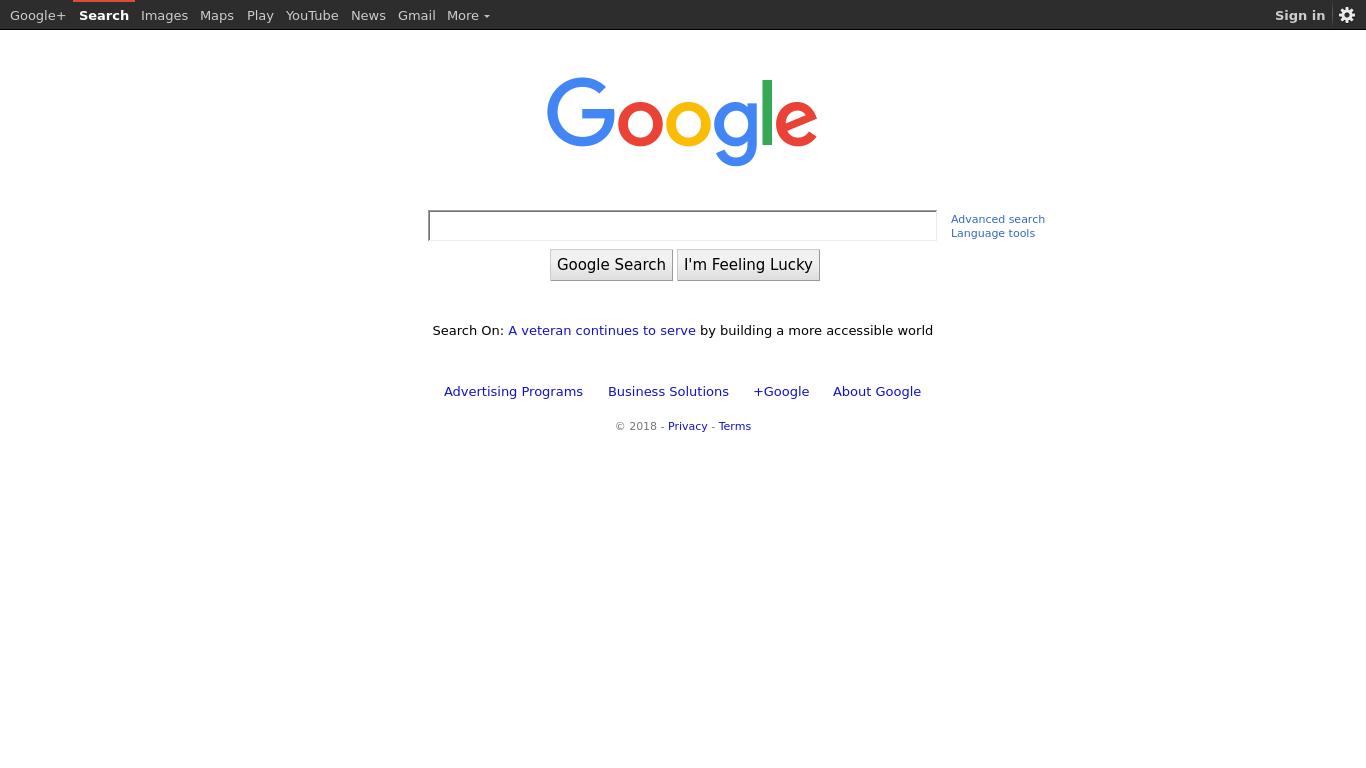 Google+ Search Images Maps Play YouTube News Gmail More Sign in
Google
Advanced search
Language tools
Google Search I'm Feeling Lucky
Search On: A veteran continues to serve by building a more accessible world
Advertising Programs Business Solutions +Google About Google
© 2018 - Privacy - Terms